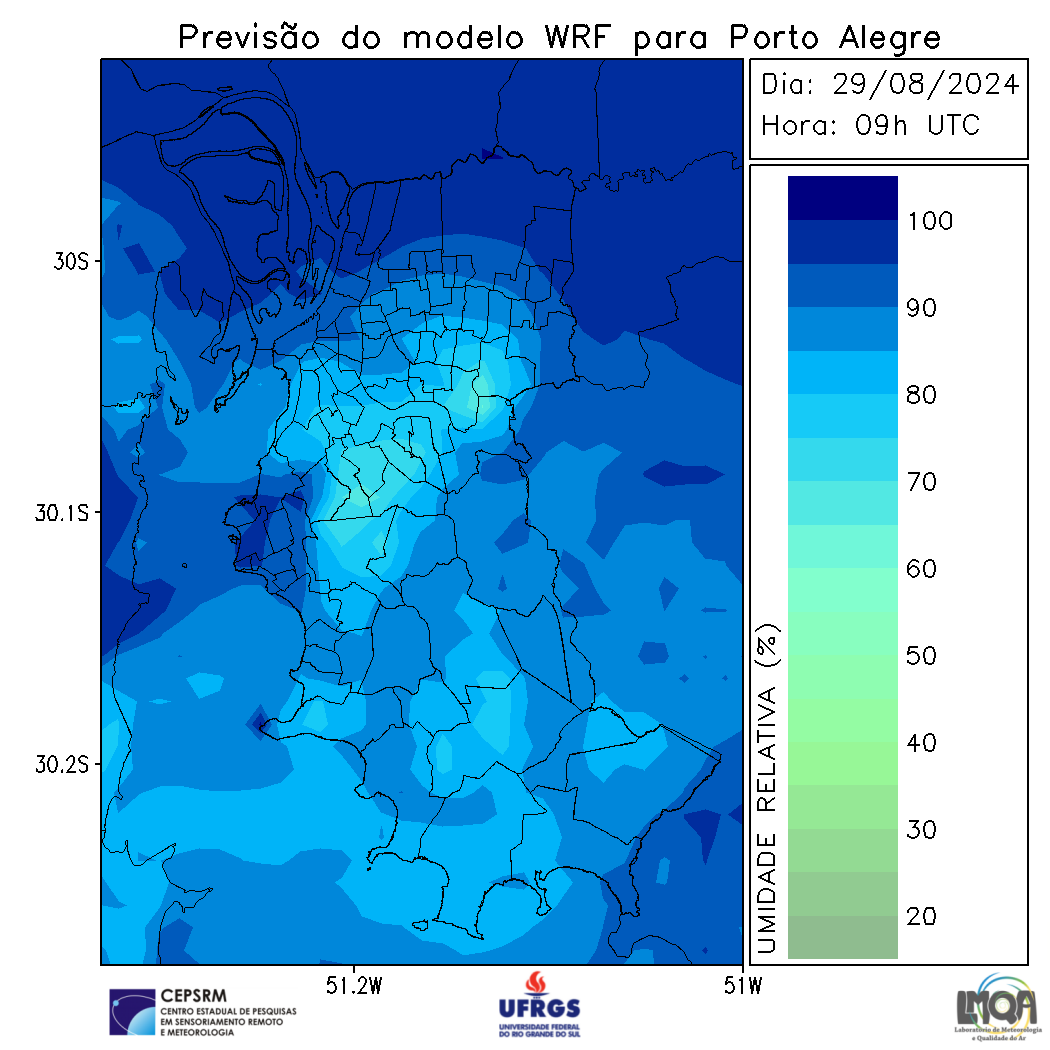 Previsão do modelo WRF para Porto Alegre
Dia: 29/08/2024
Hora: 09h UTC
30S
30.1S
30.2S
51.2W
51W
UMIDADE RELATIVA (%)
100
90
80
70
60
50
40
30
20
CEPSRM
CENTRO ESTADUAL DE PESQUISAS
EM SENSORIAMENTO REMOTO
E METEOROLOGIA
UFRGS
UNIVERSIDADE FEDERAL
DO RIO GRANDE DO SUL
LMQA
Laboratório de Meteorologia
e Qualidade do Ar